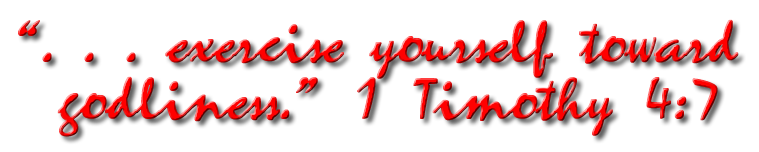 “. . . exercise yourself toward
godliness.” 1 Timothy 4:7